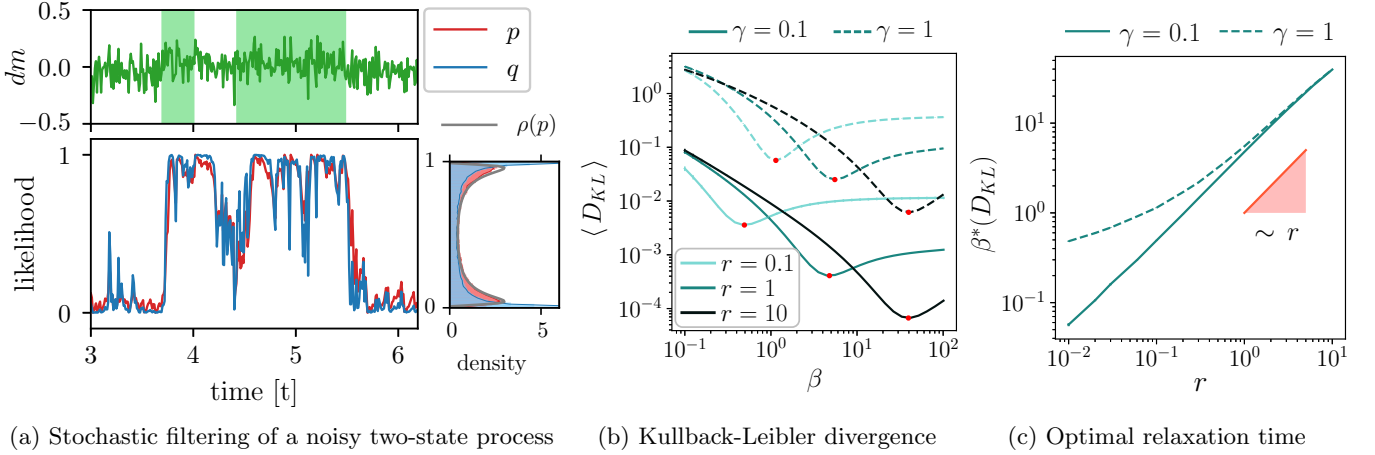 0.5
0.0
−0.5
dm
p
q
ρ(p)
1
0
likelihood
3
4
5
6
time [t]
1
0
0
5
density
(a) Stochastic filtering of a noisy two-state process
γ = 0.1
γ = 1
10⁰
10⁻¹
10⁻²
10⁻³
10⁻⁴
⟨ D_KL ⟩
r = 0.1
r = 1
r = 10
10⁻¹
10⁰
10¹
10²
β
(b) Kullback-Leibler divergence
γ = 0.1
γ = 1
10¹
10⁰
10⁻¹
β*(D_KL)
∼ r
10⁻²
10⁻¹
10⁰
10¹
r
(c) Optimal relaxation time